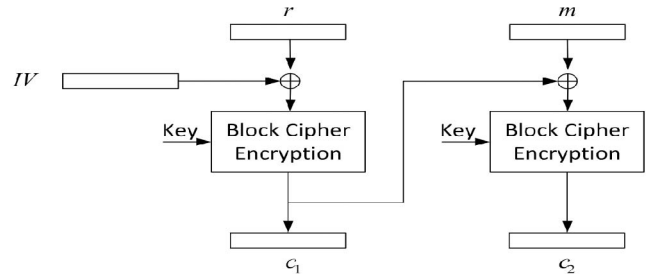 r
m
IV
Key
Block Cipher
Encryption
Key
Block Cipher
Encryption
c1
c2